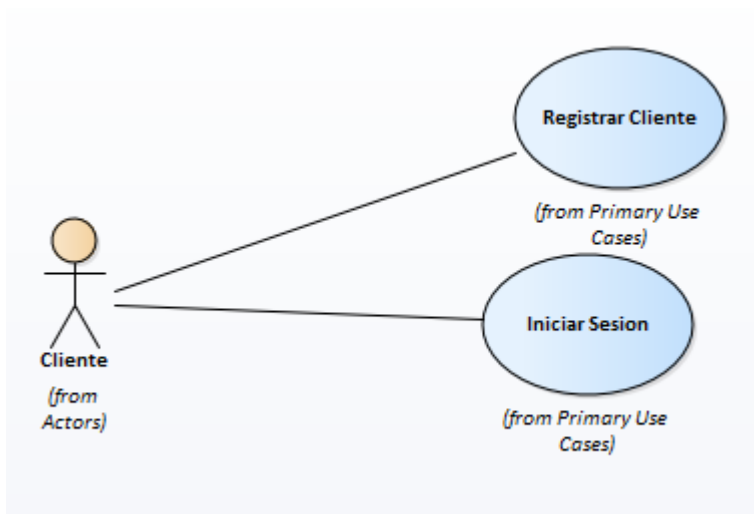 Registrar Cliente
(from Primary Use
Cases)
Iniciar Sesion
(from Primary Use
Cases)
Cliente
(from
Actors)